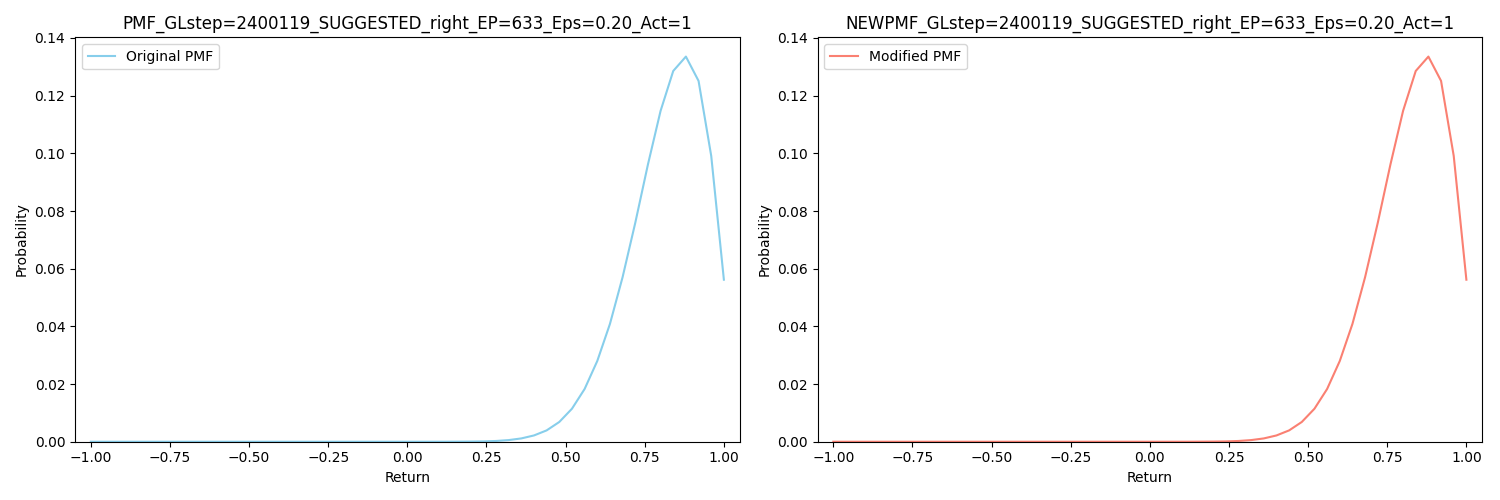 PMF_GLstep=2400119_SUGGESTED_right_EP=633_Eps=0.20_Act=1
Original PMF
Probability
0.14
0.12
0.10
0.08
0.06
0.04
0.02
0.00
−1.00 −0.75 −0.50 −0.25 0.00 0.25 0.50 0.75 1.00
Return
NEWPMF_GLstep=2400119_SUGGESTED_right_EP=633_Eps=0.20_Act=1
Modified PMF
Probability
0.14
0.12
0.10
0.08
0.06
0.04
0.02
0.00
−1.00 −0.75 −0.50 −0.25 0.00 0.25 0.50 0.75 1.00
Return